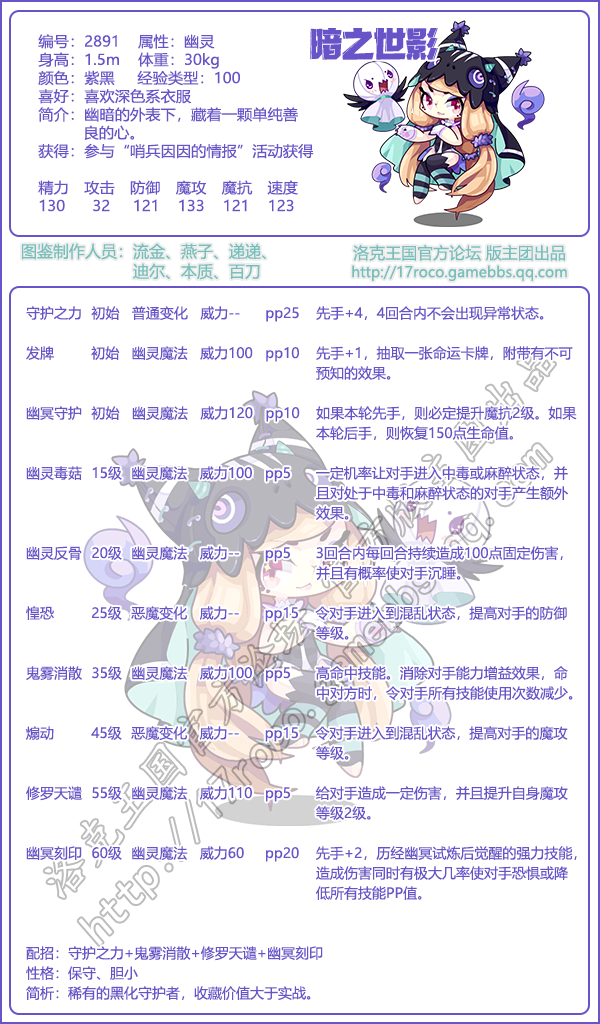 暗之世影
编号：2891 属性：幽灵
身高：1.5m 体重：30kg
颜色：紫黑 经验类型：100
喜好：喜欢深色系衣服
简介：幽暗的外表下，藏着一颗单纯善
良的心。
获得：参与“哨兵因因的情报”活动获得
精力 攻击 防御 魔攻 魔抗 速度
130 32 121 133 121 123
图鉴制作人员：流金、燕子、递递、
迪尔、本质、百刀
洛克王国官方论坛 版主团出品
http://17roco.gamebbs.qq.com
守护之力 初始 普通变化 威力-- pp25 先手+4，4回合内不会出现异常状态。
发牌 初始 幽灵魔法 威力100 pp10 先手+1，抽取一张命运卡牌，附带有不可
预知的效果。
幽冥守护 初始 幽灵魔法 威力120 pp10 如果本轮先手，则必定提升魔抗2级。如果
本轮后手，则恢复150点生命值。
幽灵毒菇 15级 幽灵魔法 威力100 pp5 一定机率让对手进入中毒或麻醉状态，并
且对处于中毒和麻醉状态的对手产生额外
效果。
幽灵反骨 20级 幽灵魔法 威力-- pp5 3回合内每回合持续造成100点固定伤害，
并且有概率使对手沉睡。
惶恐 25级 恶魔变化 威力-- pp15 令对手进入到混乱状态，提高对手的防御
等级。
鬼雾消散 35级 幽灵魔法 威力100 pp5 高命中技能。消除对手能力增益效果，命
中对方时，令对手所有技能使用次数减少。
煽动 45级 恶魔变化 威力-- pp15 令对手进入到混乱状态，提高对手的魔攻
等级。
修罗天谴 55级 幽灵魔法 威力110 pp5 给对手造成一定伤害，并且提升自身魔攻
等级2级。
幽冥刻印 60级 幽灵魔法 威力60 pp20 先手+2，历经幽冥试炼后觉醒的强力技能，
造成伤害同时有极大几率使对手恐惧或降
低所有技能PP值。
配招：守护之力+鬼雾消散+修罗天谴+幽冥刻印
性格：保守、胆小
简析：稀有的黑化守护者，收藏价值大于实战。
洛克王国官方论坛 版主团出品
http://17roco.gamebbs.qq.com